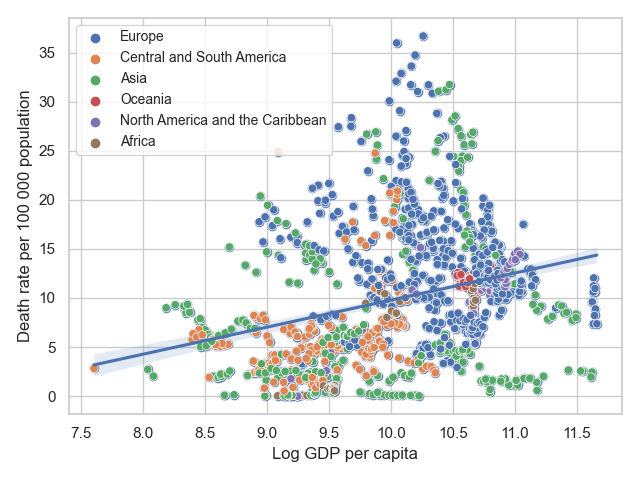 Europe
Central and South America
Asia
Oceania
North America and the Caribbean
Africa
Death rate per 100 000 population
35
30
25
20
15
10
5
0
7.5 8.0 8.5 9.0 9.5 10.0 10.5 11.0 11.5
Log GDP per capita